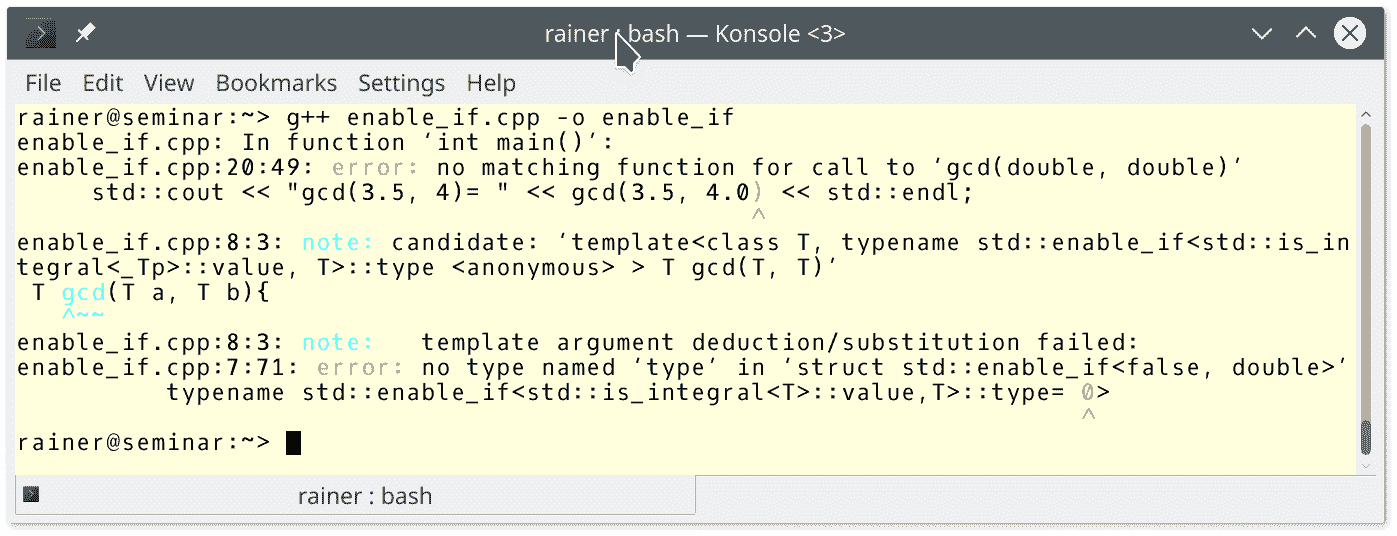 rainer : bash — Konsole <3>
File Edit View Bookmarks Settings Help
rainer@seminar:~> g++ enable_if.cpp -o enable_if
enable_if.cpp: In function ‘int main()’:
enable_if.cpp:20:49: error: no matching function for call to ‘gcd(double, double)’
     std::cout << "gcd(3.5, 4)= " << gcd(3.5, 4.0) << std::endl;
                                                 ^
enable_if.cpp:8:3: note: candidate: ‘template<class T, typename std::enable_if<std::is_in
tegral<_Tp>::value, T>::type <anonymous> > T gcd(T, T)’
 T gcd(T a, T b){
   ^~~
enable_if.cpp:8:3: note:   template argument deduction/substitution failed:
enable_if.cpp:7:71: error: no type named ‘type’ in ‘struct std::enable_if<false, double>’
          typename std::enable_if<std::is_integral<T>::value,T>::type= 0>
                                                                       ^
rainer@seminar:~>
rainer : bash